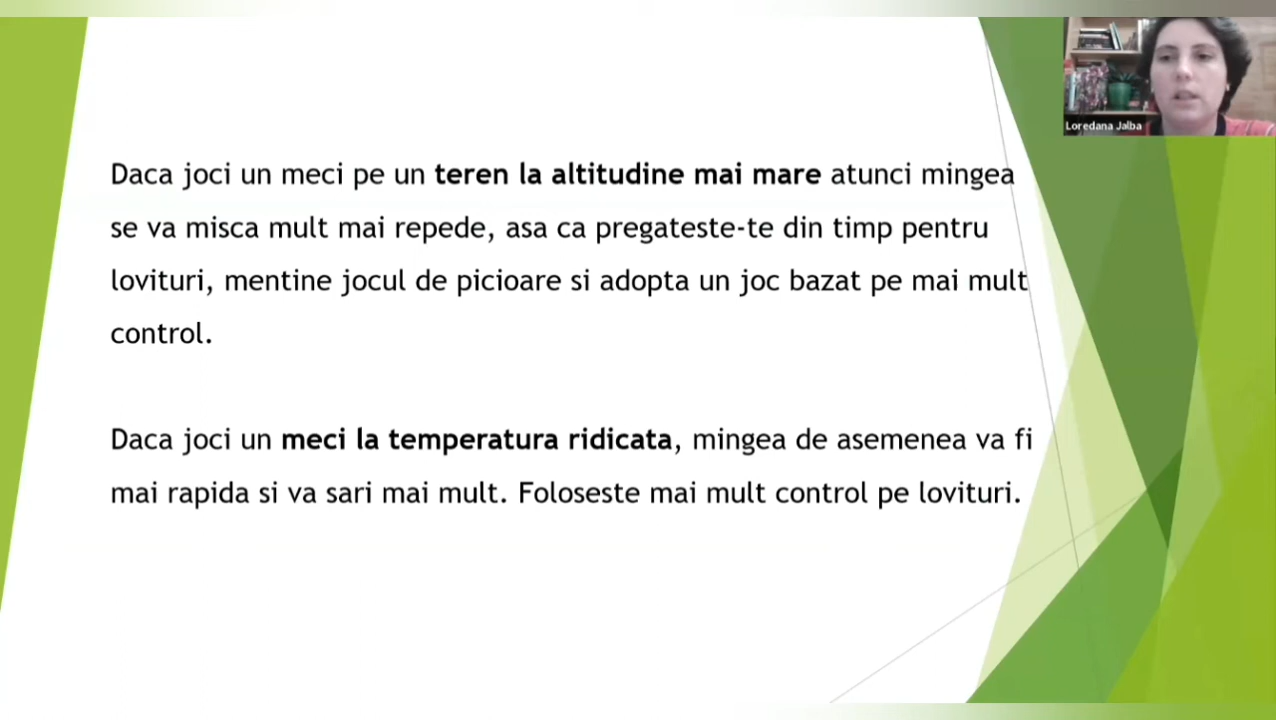 Loredana Jalba
Daca joci un meci pe un teren la altitudine mai mare atunci mingea
se va misca mult mai repede, asa ca pregateste-te din timp pentru
lovituri, mentine jocul de picioare si adopta un joc bazat pe mai mult
control.
Daca joci un meci la temperatura ridicata, mingea de asemenea va fi
mai rapida si va sari mai mult. Foloseste mai mult control pe lovituri.